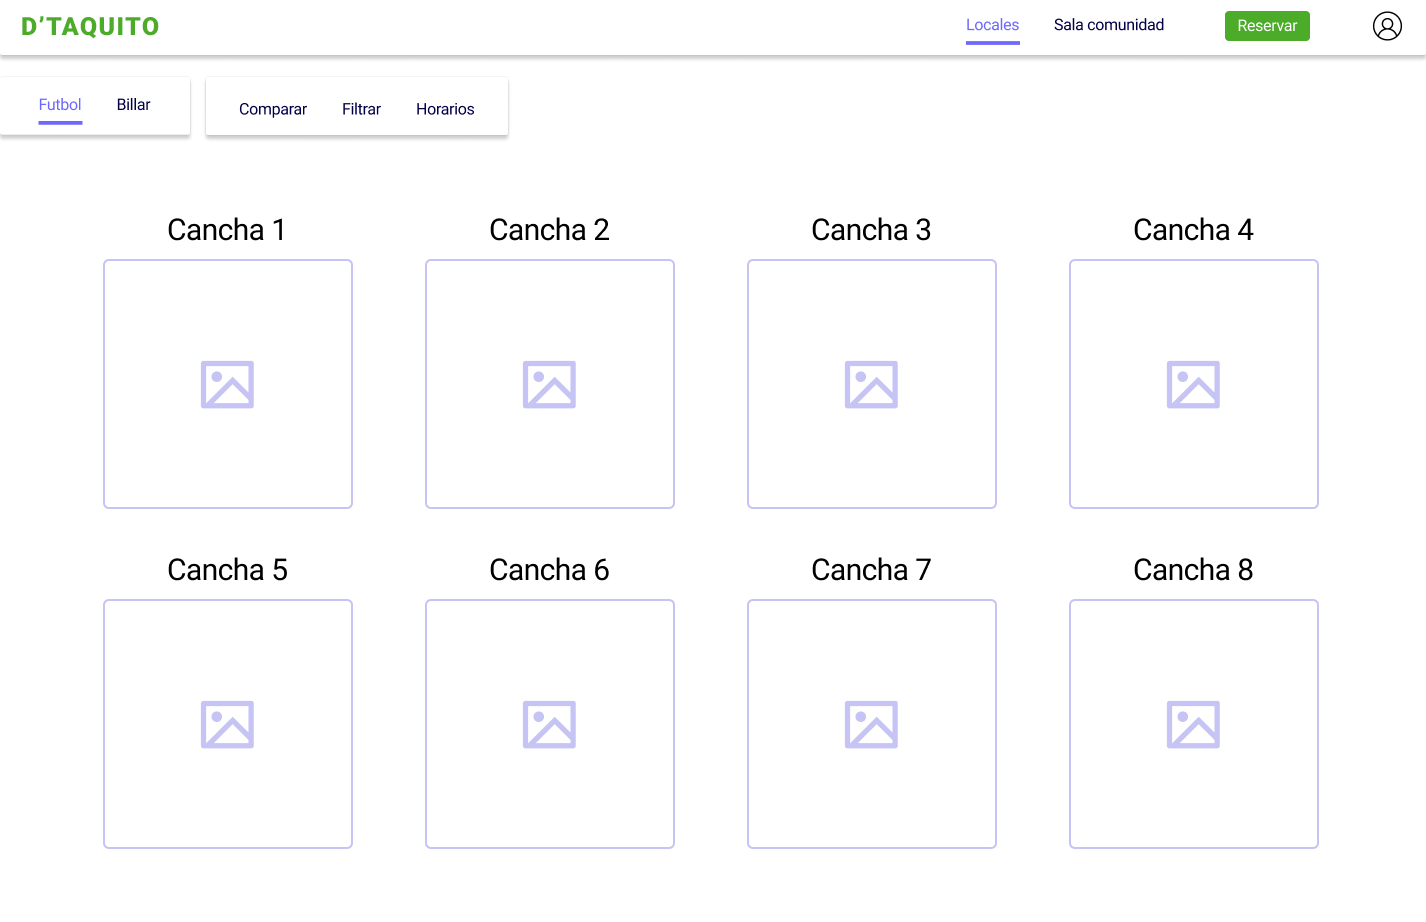 D'TAQUITO Locales Sala comunidad Reservar
Futbol Billar Comparar Filtrar Horarios
Cancha 1 Cancha 2 Cancha 3 Cancha 4
Cancha 5 Cancha 6 Cancha 7 Cancha 8